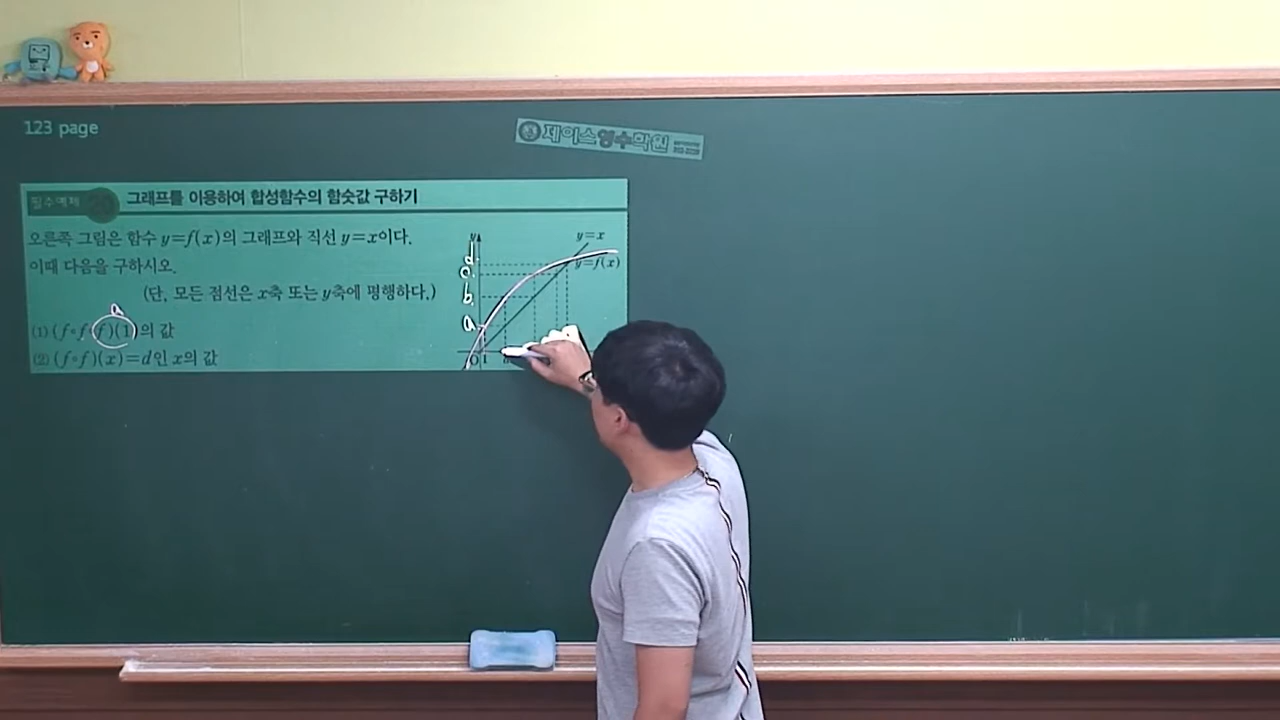 123 page
제이스영수학원
필수예제 20 그래프를 이용하여 합성함수의 함숫값 구하기
오른쪽 그림은 함수 y=f(x)의 그래프와 직선 y=x이다.
이때 다음을 구하시오.
(단, 모든 점선은 x축 또는 y축에 평행하다.)
a
(1) (f∘f∘f)(1)의 값
(2) (f∘f)(x)=d인 x의 값
y
y=x
y=f(x)
d
c
b
a
O 1